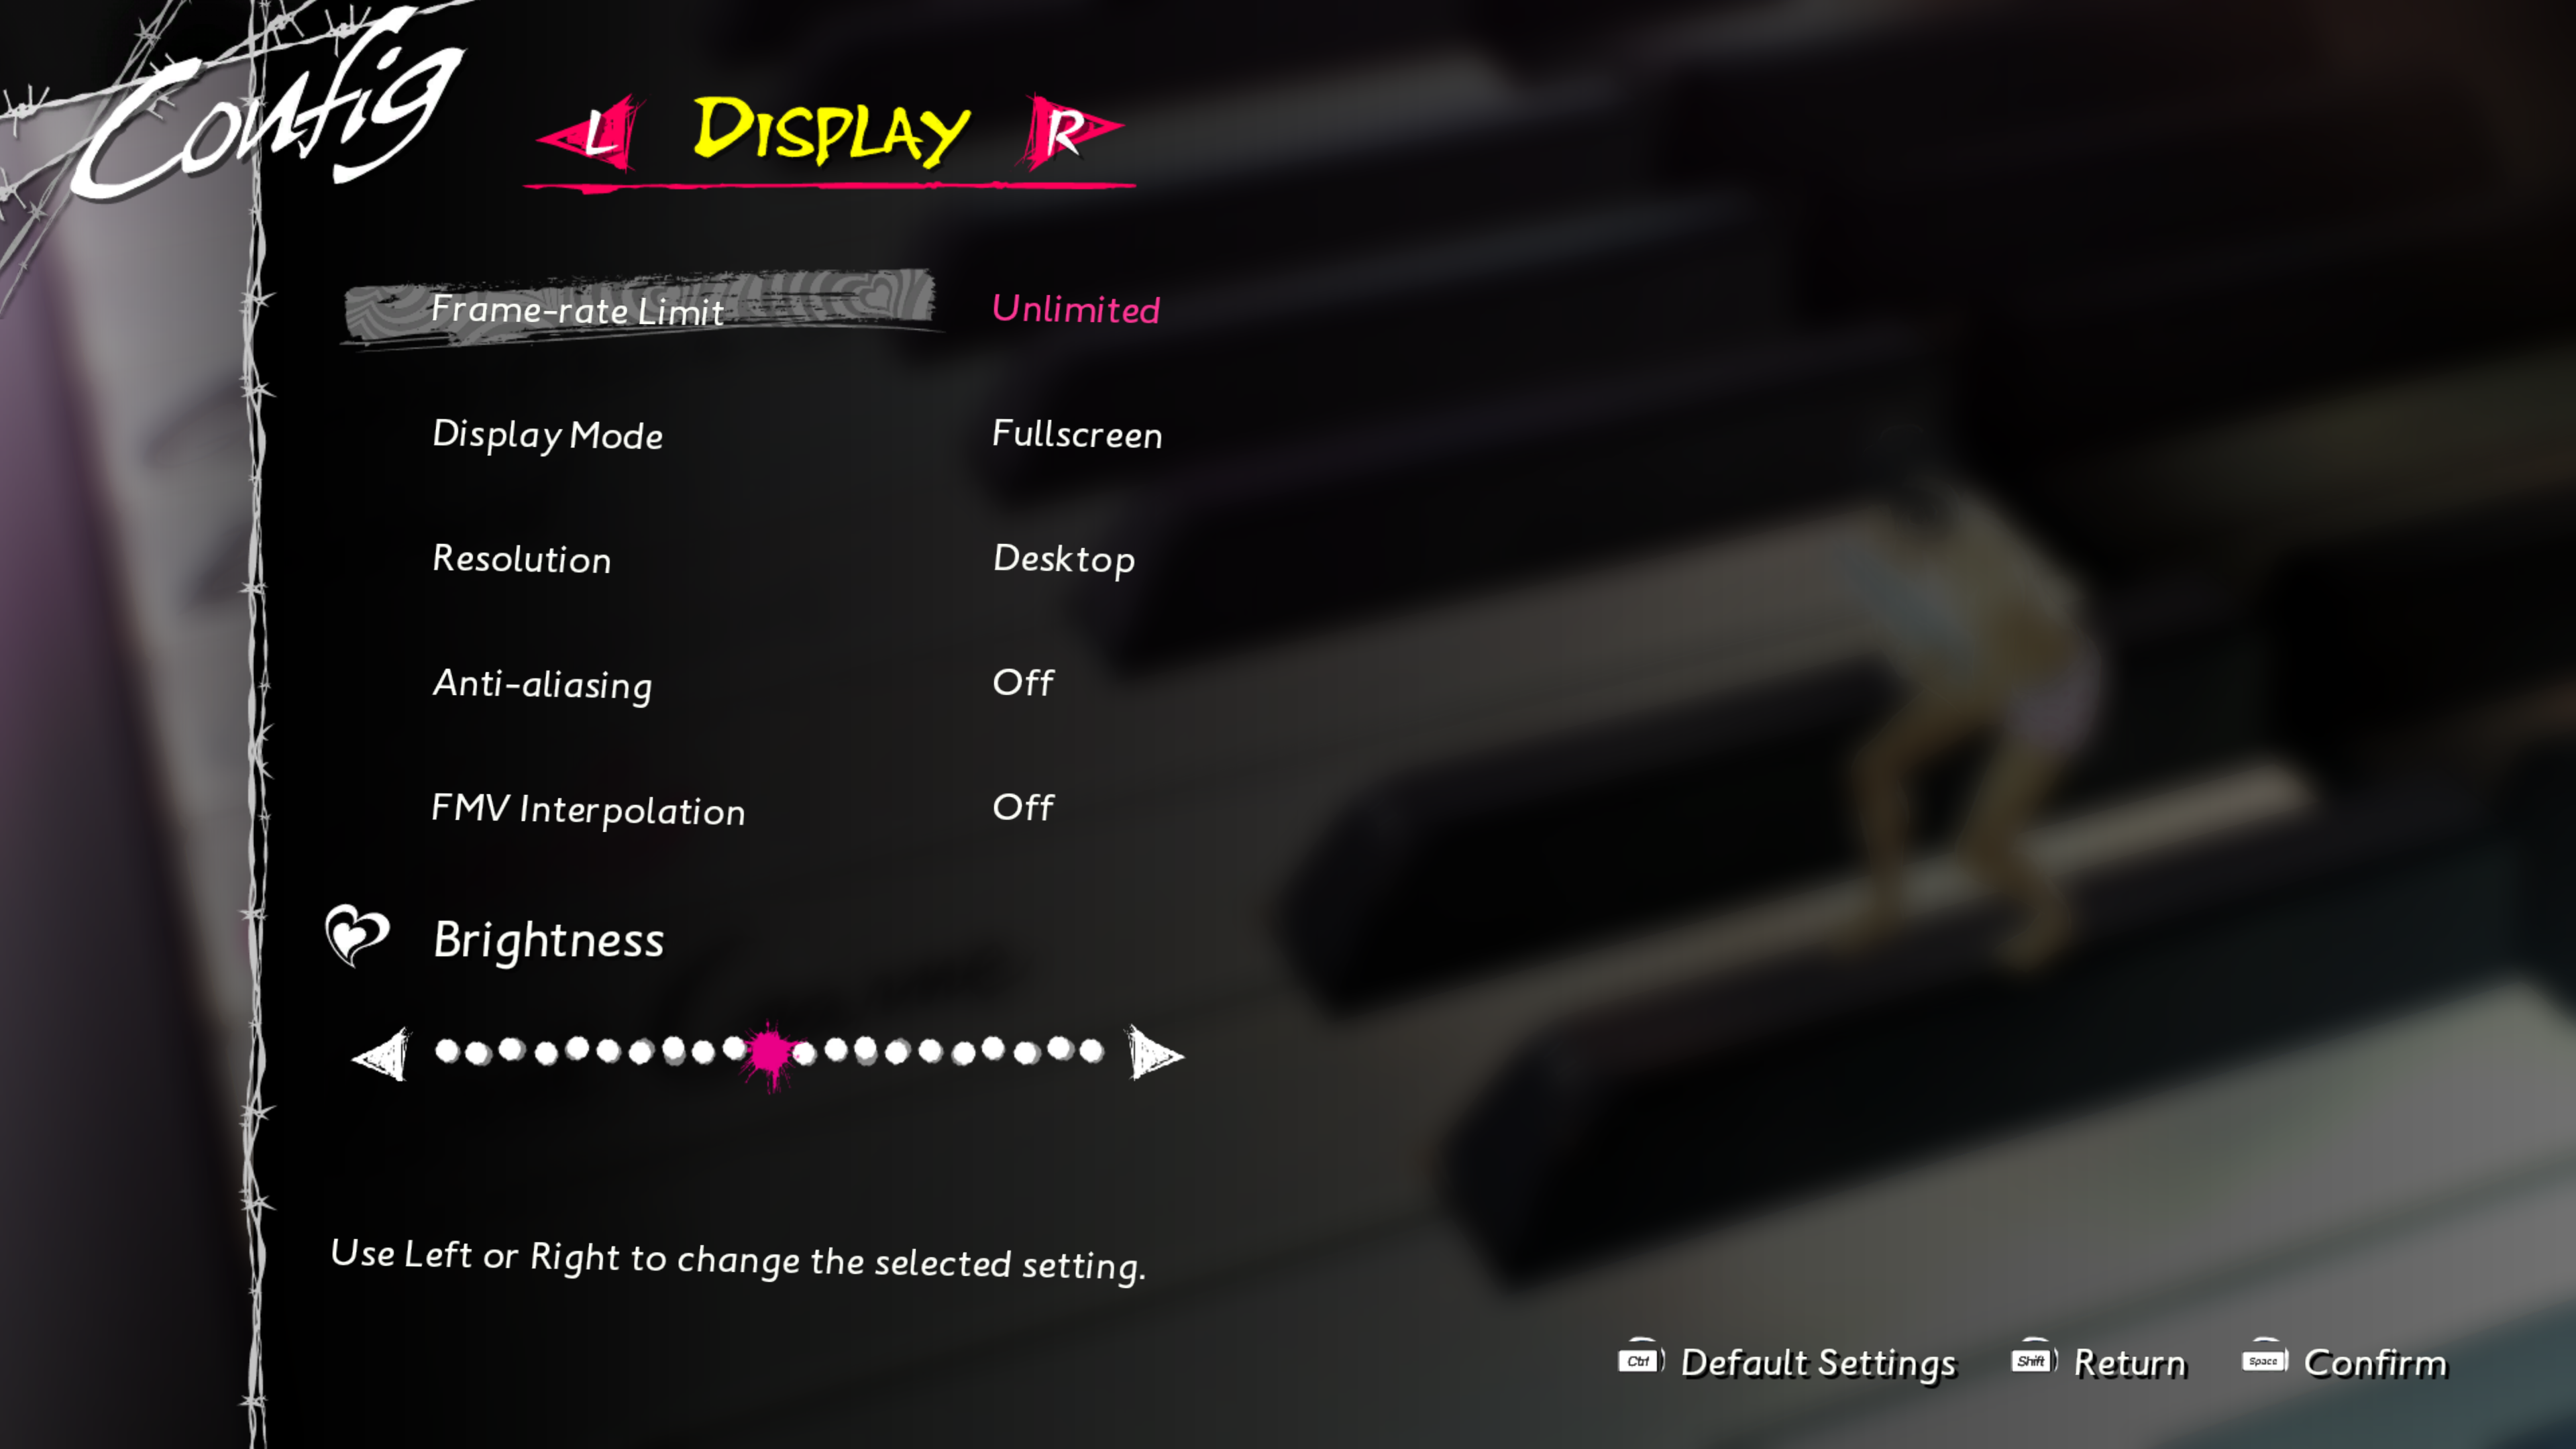 Config
L DISPLAY R
Frame-rate Limit Unlimited
Display Mode Fullscreen
Resolution Desktop
Anti-aliasing Off
FMV Interpolation Off
Brightness
Use Left or Right to change the selected setting.
Ctrl Default Settings Shift Return Space Confirm